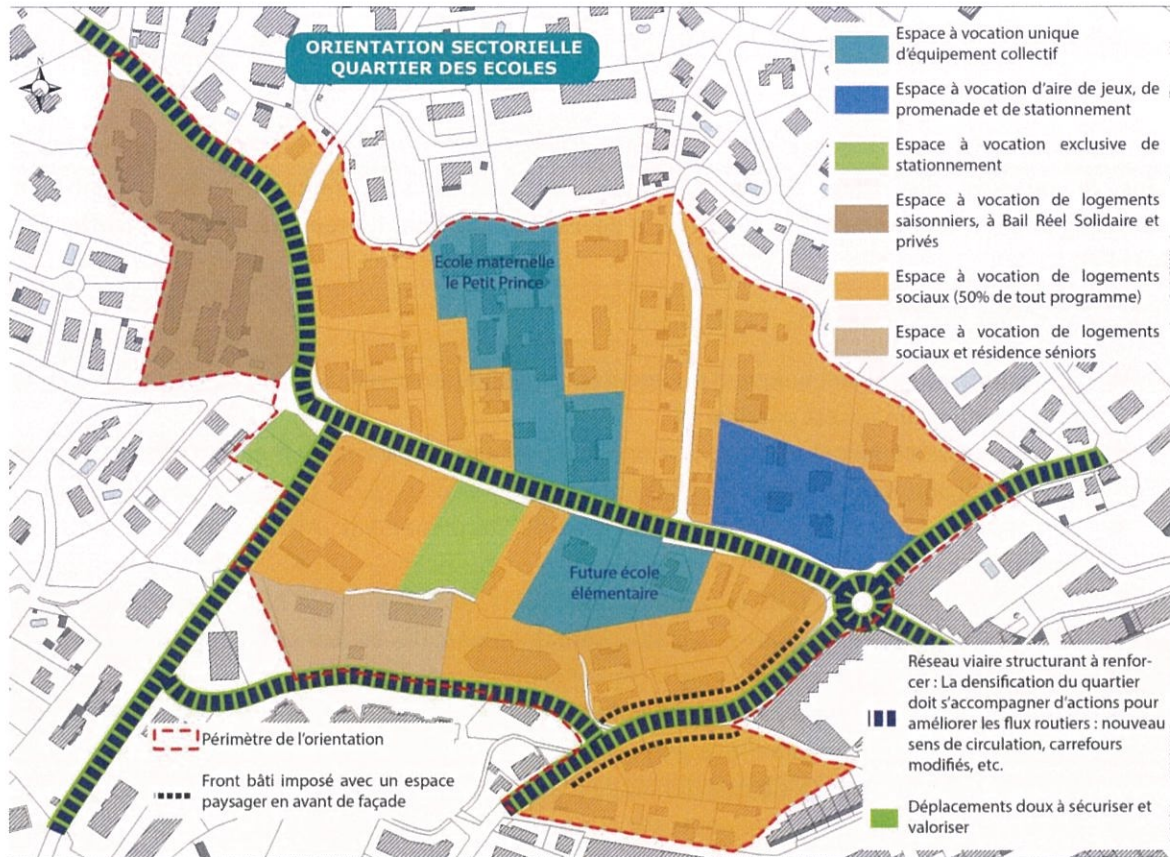 ORIENTATION SECTORIELLE
QUARTIER DES ECOLES
N
Espace à vocation unique
d'équipement collectif
Espace à vocation d'aire de jeux, de
promenade et de stationnement
Espace à vocation exclusive de
stationnement
Espace à vocation de logements
saisonniers, à Bail Réel Solidaire et
privés
Espace à vocation de logements
sociaux (50% de tout programme)
Espace à vocation de logements
sociaux et résidence séniors
Ecole maternelle
le Petit Prince
Future école
élémentaire
Périmètre de l'orientation
Front bâti imposé avec un espace
paysager en avant de façade
Réseau viaire structurant à renfor-
cer : La densification du quartier
doit s'accompagner d'actions pour
améliorer les flux routiers : nouveau
sens de circulation, carrefours
modifiés, etc.
Déplacements doux à sécuriser et
valoriser